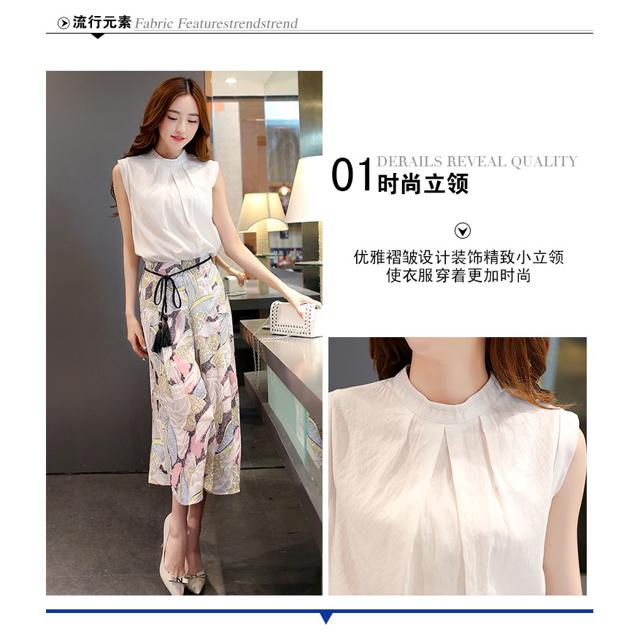 流行元素 Fabric Featurestrendstrend
01 DERAILS REVEAL QUALITY
时尚立领
优雅褶皱设计装饰精致小立领
使衣服穿着更加时尚